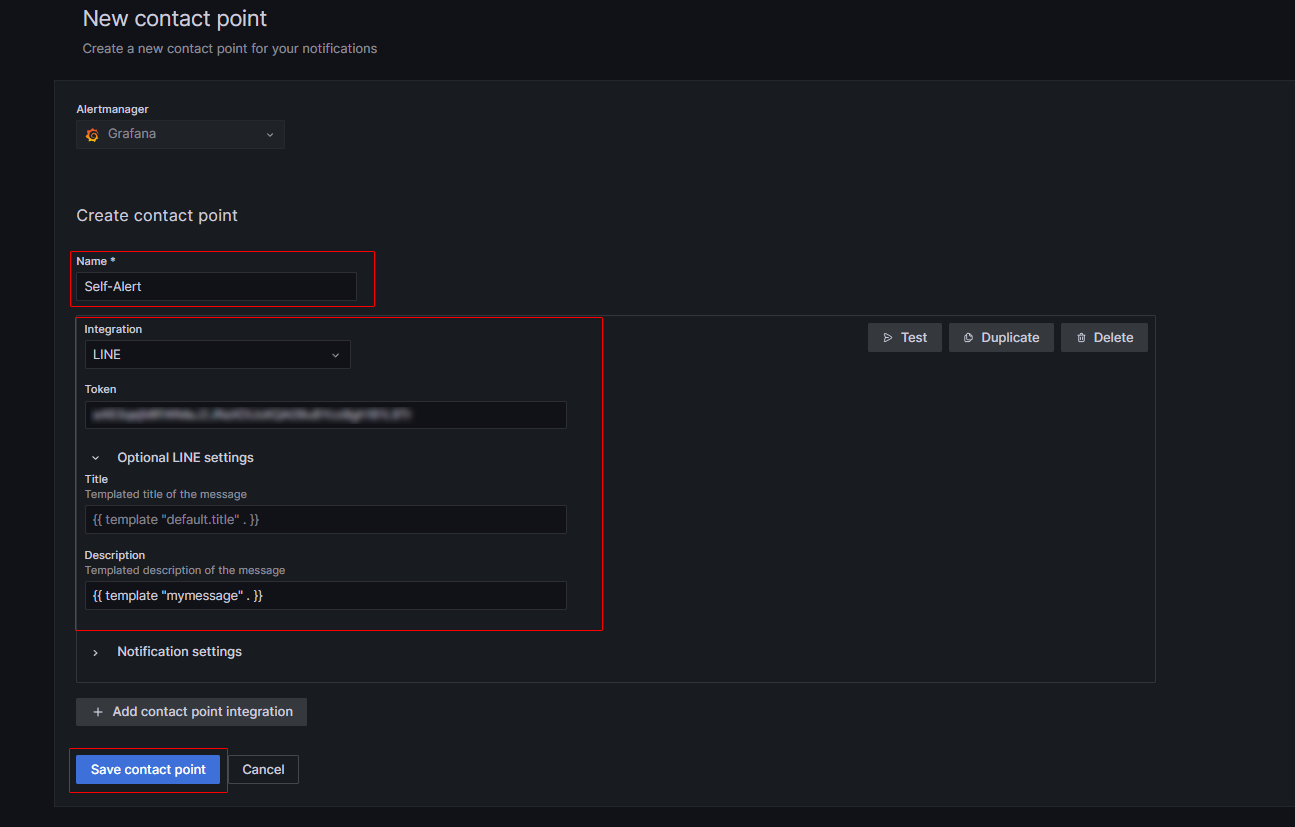 New contact point
Create a new contact point for your notifications
Alertmanager
Grafana
Create contact point
Name *
Self-Alert
Integration
LINE
Test
Duplicate
Delete
Token
Optional LINE settings
Title
Templated title of the message
{{ template "default.title" . }}
Description
Templated description of the message
{{ template "mymessage" . }}
Notification settings
Add contact point integration
Save contact point
Cancel